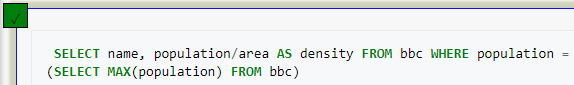 SELECT name, population/area AS density FROM bbc WHERE population =
(SELECT MAX(population) FROM bbc)